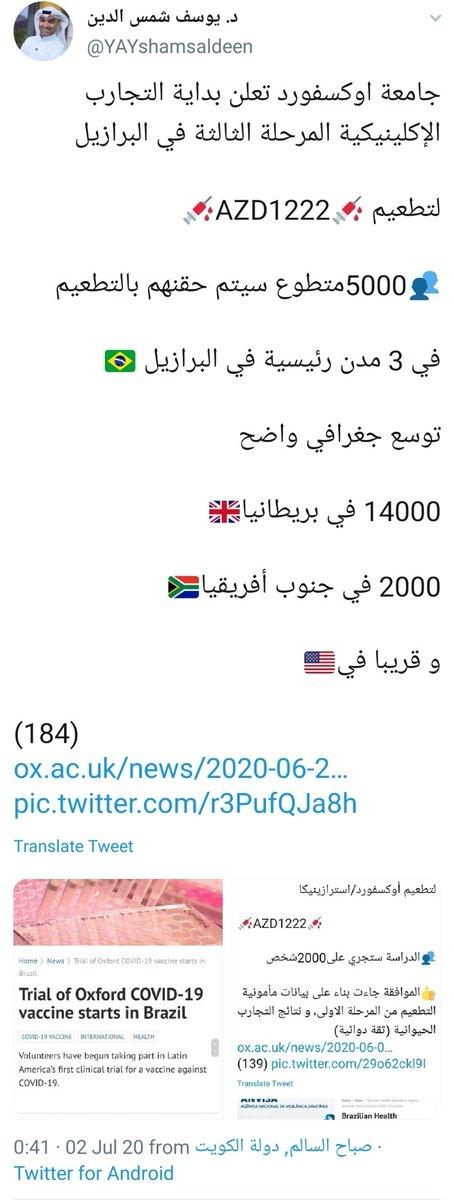 د. يوسف شمس الدين
@YAYshamsaldeen
جامعة اوكسفورد تعلن بداية التجارب
الإكلينيكية المرحلة الثالثة في البرازيل
لتطعيم 💉AZD1222💉
👥5000متطوع سيتم حقنهم بالتطعيم
في 3 مدن رئيسية في البرازيل 🇧🇷
توسع جغرافي واضح
14000 في بريطانيا🇬🇧
2000 في جنوب أفريقيا🇿🇦
و قريبا في🇺🇸
(184)
ox.ac.uk/news/2020-06-2…
pic.twitter.com/r3PufQJa8h
Translate Tweet
Home 〉 News 〉 Trial of Oxford COVID-19 vaccine starts in
Brazil
Trial of Oxford COVID-19
vaccine starts in Brazil
COVID-19 VACCINE INTERNATIONAL HEALTH
Volunteers have begun taking part in Latin
America's first clinical trial for a vaccine against
COVID-19.
لتطعيم أوكسفورد/استرازينيكا
💉AZD1222💉
👥الدراسة ستجري على2000شخص
👍الموافقة جاءت بناء على بيانات مأمونية
التطعيم من المرحلة الاولى، و نتائج التجارب
الحيوانية (ثقة دوائية)
ox.ac.uk/news/2020-06-0…
(139) pic.twitter.com/29o62ckl9I
Translate Tweet
ANVISA
AGÊNCIA NACIONAL DE VIGILÂNCIA SANITÁRIA
Brazilian Health
0:41 · 02 Jul 20 from صباح السالم, دولة الكويت ·
Twitter for Android